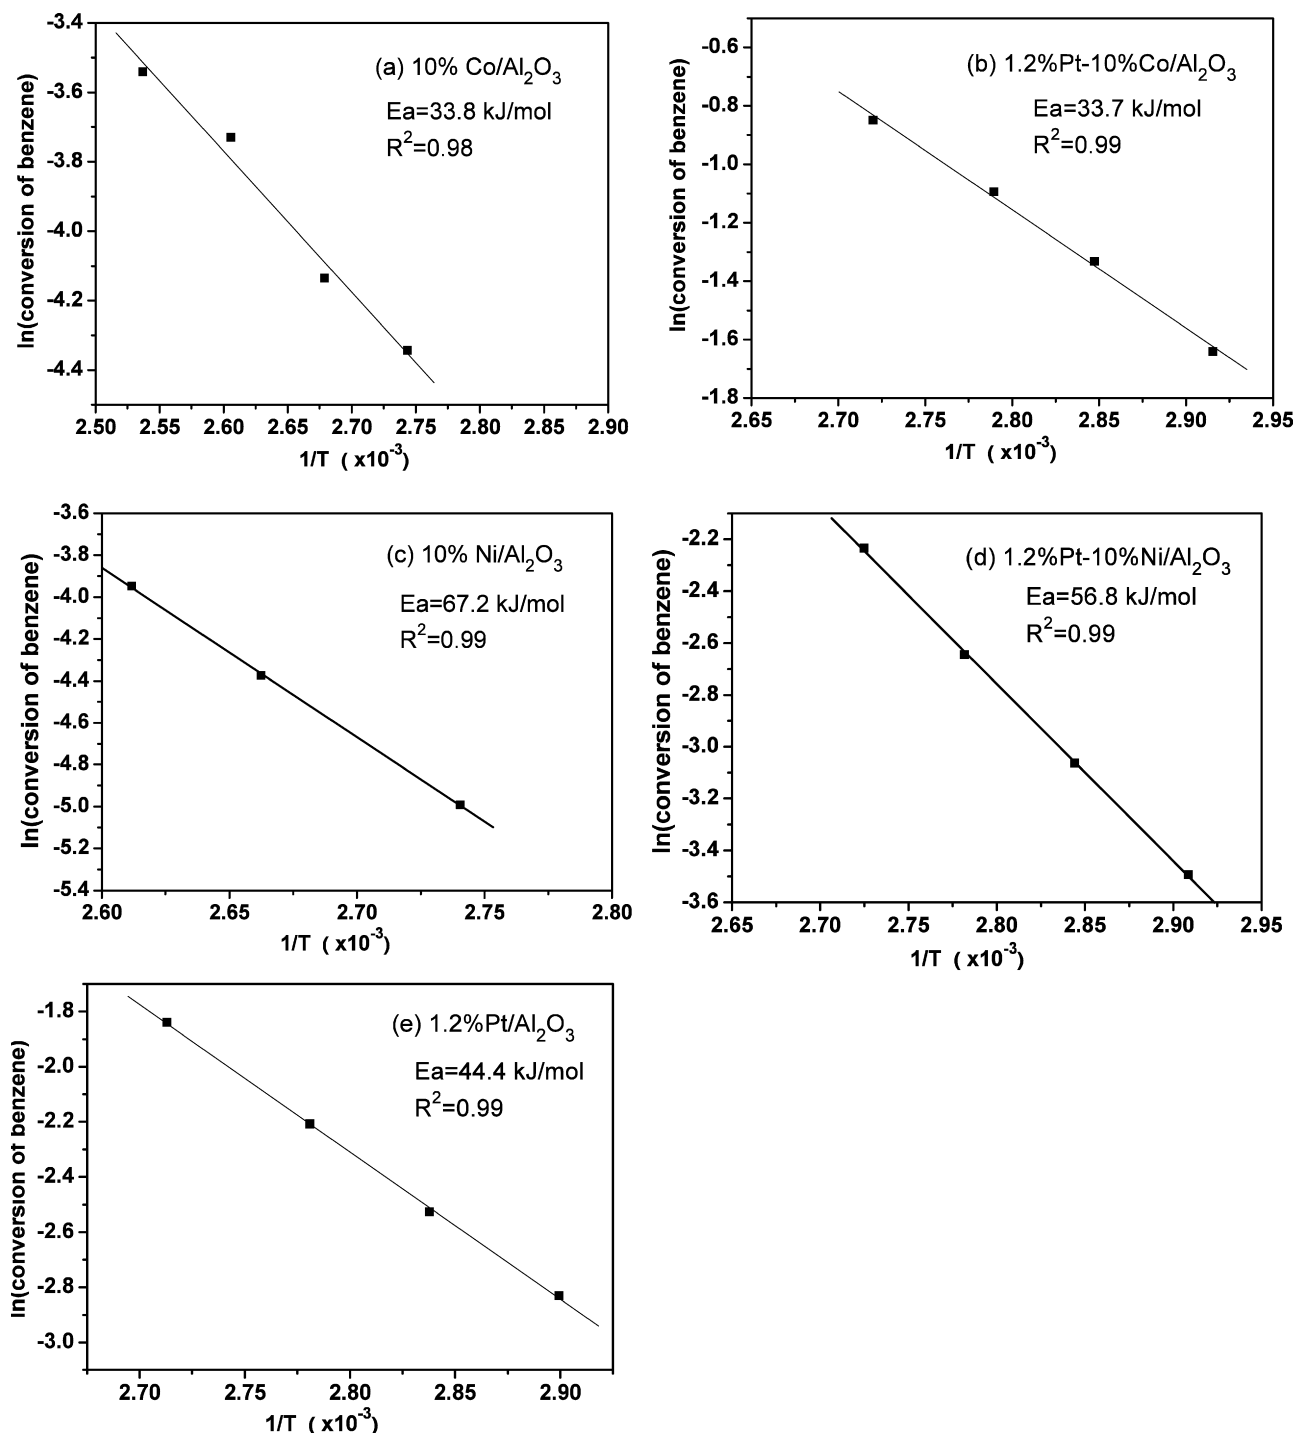 (a) 10% Co/Al2O3
Ea=33.8 kJ/mol
R2=0.98
ln(conversion of benzene)
-3.4
-3.6
-3.8
-4.0
-4.2
-4.4
2.50 2.55 2.60 2.65 2.70 2.75 2.80 2.85 2.90
1/T ( x10-3)
(b) 1.2%Pt-10%Co/Al2O3
Ea=33.7 kJ/mol
R2=0.99
ln(conversion of benzene)
-0.6
-0.8
-1.0
-1.2
-1.4
-1.6
-1.8
2.65 2.70 2.75 2.80 2.85 2.90 2.95
1/T ( x10-3)
(c) 10% Ni/Al2O3
Ea=67.2 kJ/mol
R2=0.99
ln(conversion of benzene)
-3.6
-3.8
-4.0
-4.2
-4.4
-4.6
-4.8
-5.0
-5.2
-5.4
2.60 2.65 2.70 2.75 2.80
1/T ( x10-3)
(d) 1.2%Pt-10%Ni/Al2O3
Ea=56.8 kJ/mol
R2=0.99
ln(conversion of benzene)
-2.2
-2.4
-2.6
-2.8
-3.0
-3.2
-3.4
-3.6
2.65 2.70 2.75 2.80 2.85 2.90 2.95
1/T ( x10-3)
(e) 1.2%Pt/Al2O3
Ea=44.4 kJ/mol
R2=0.99
ln(conversion of benzene)
-1.8
-2.0
-2.2
-2.4
-2.6
-2.8
-3.0
2.70 2.75 2.80 2.85 2.90
1/T ( x10-3)